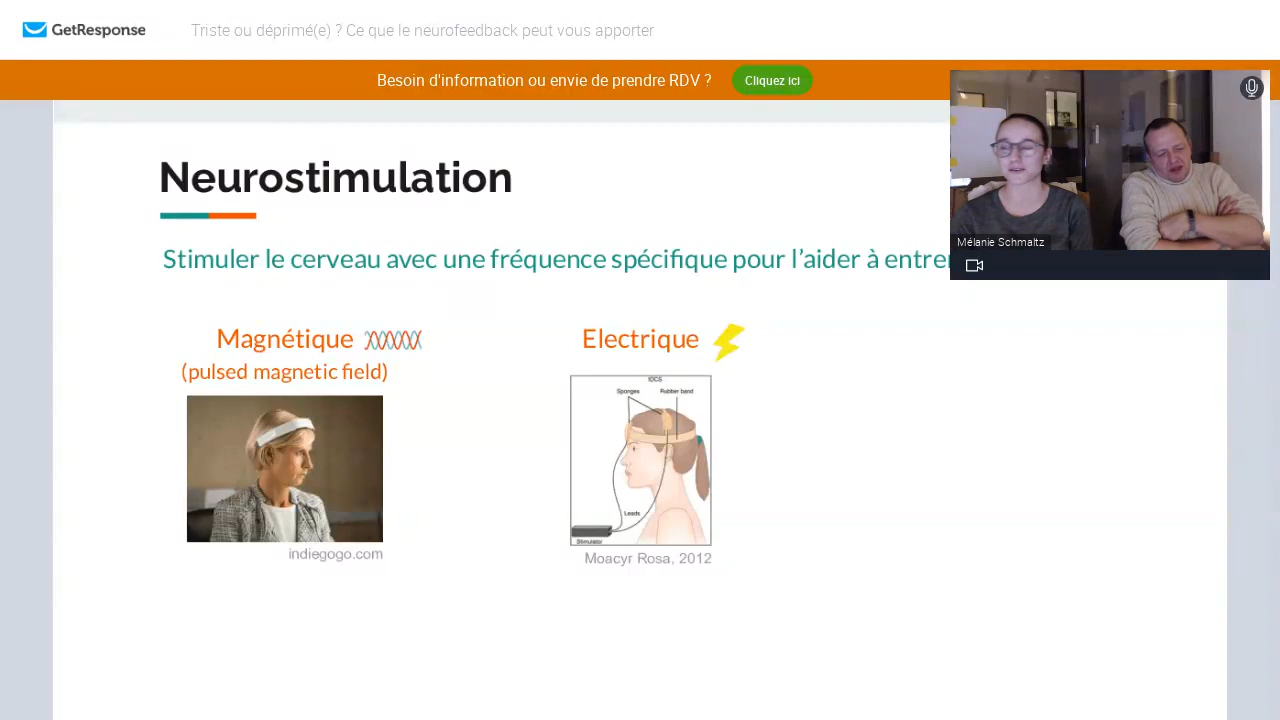 GetResponse
Triste ou déprimé(e) ? Ce que le neurofeedback peut vous apporter
Besoin d'information ou envie de prendre RDV ?
Cliquez ici
Mélanie Schmaltz
Neurostimulation
Stimuler le cerveau avec une fréquence spécifique pour l'aider à entrer
Magnétique
(pulsed magnetic field)
indiegogo.com
Electrique
tDCS
Sponges
Rubber band
Leads
Stimulator
Moacyr Rosa, 2012